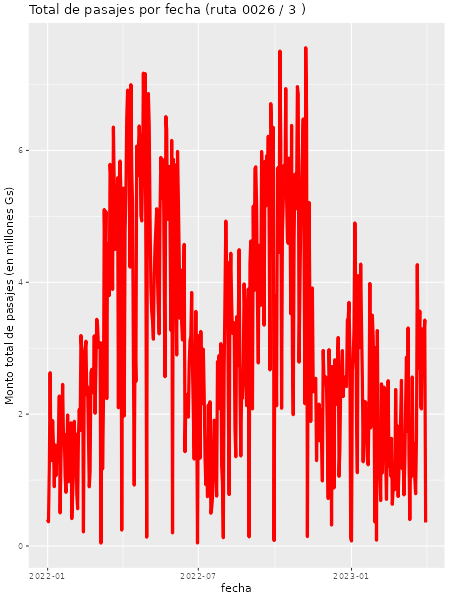 Total de pasajes por fecha (ruta 0026 / 3 )
Monto total de pasajes (en millones Gs)
6
4
2
0
2022-01
2022-07
2023-01
fecha